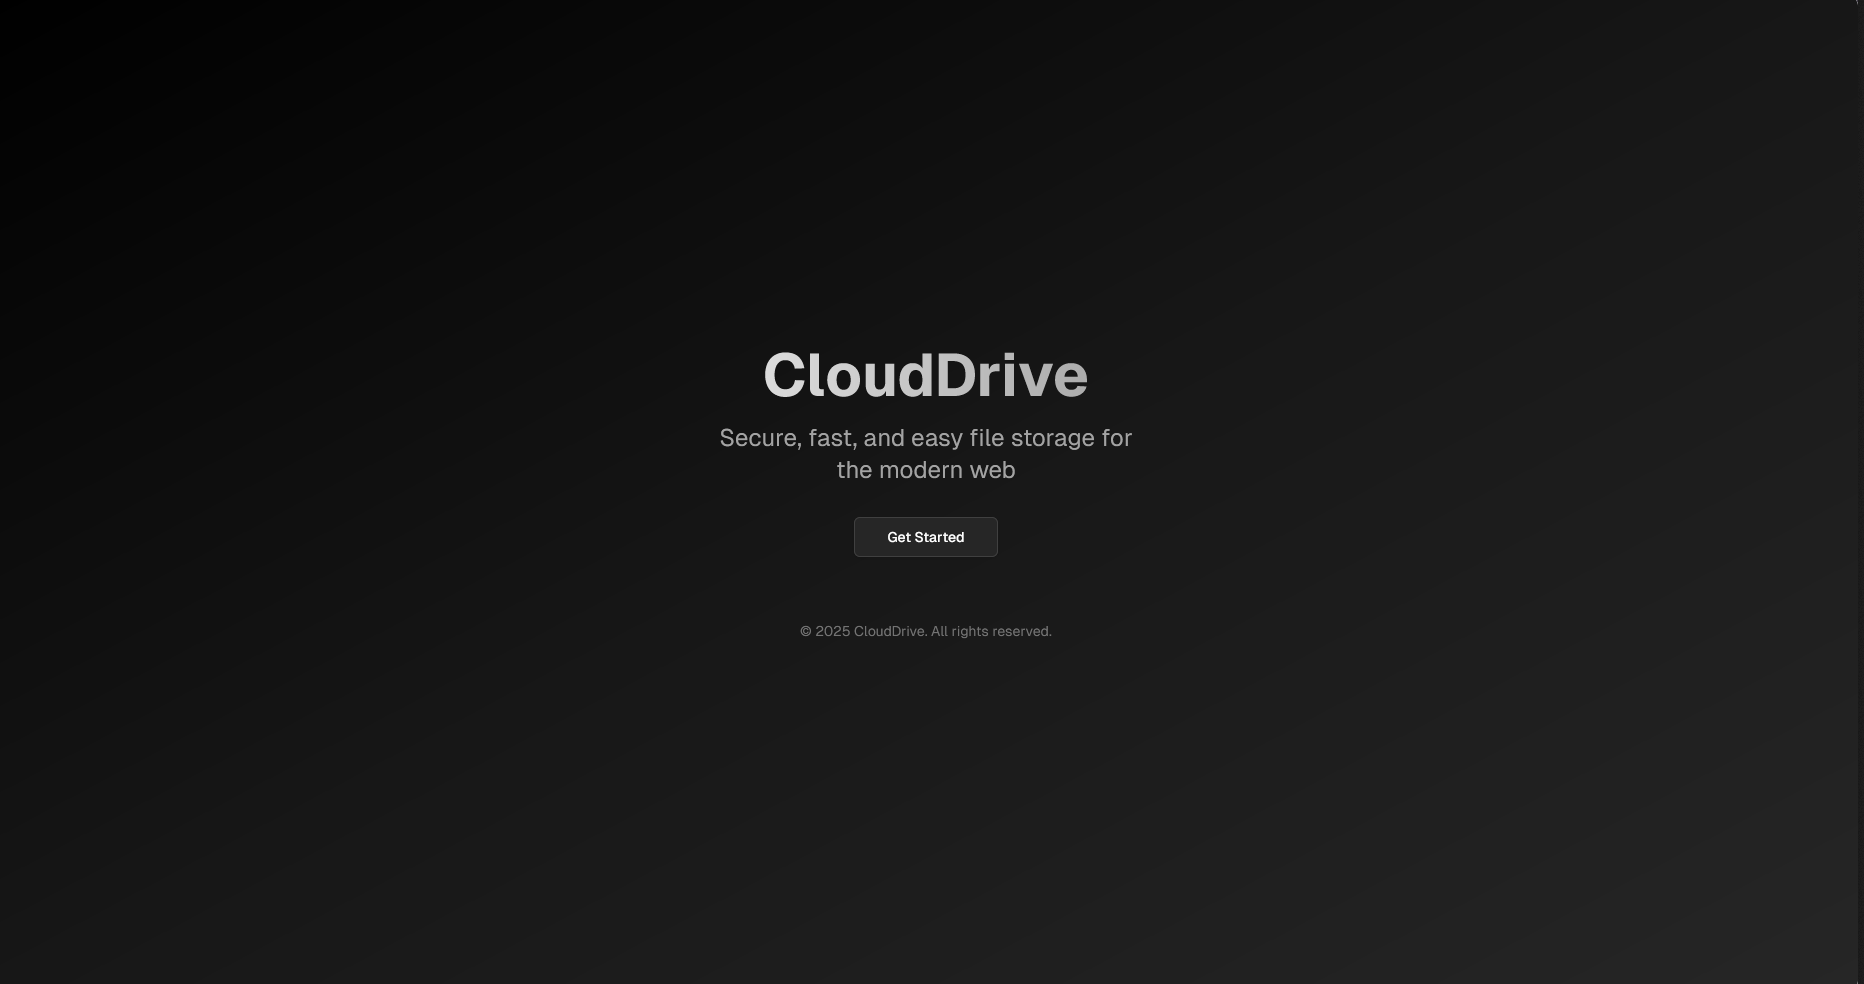 CloudDrive
Secure, fast, and easy file storage for
the modern web
Get Started
© 2025 CloudDrive. All rights reserved.